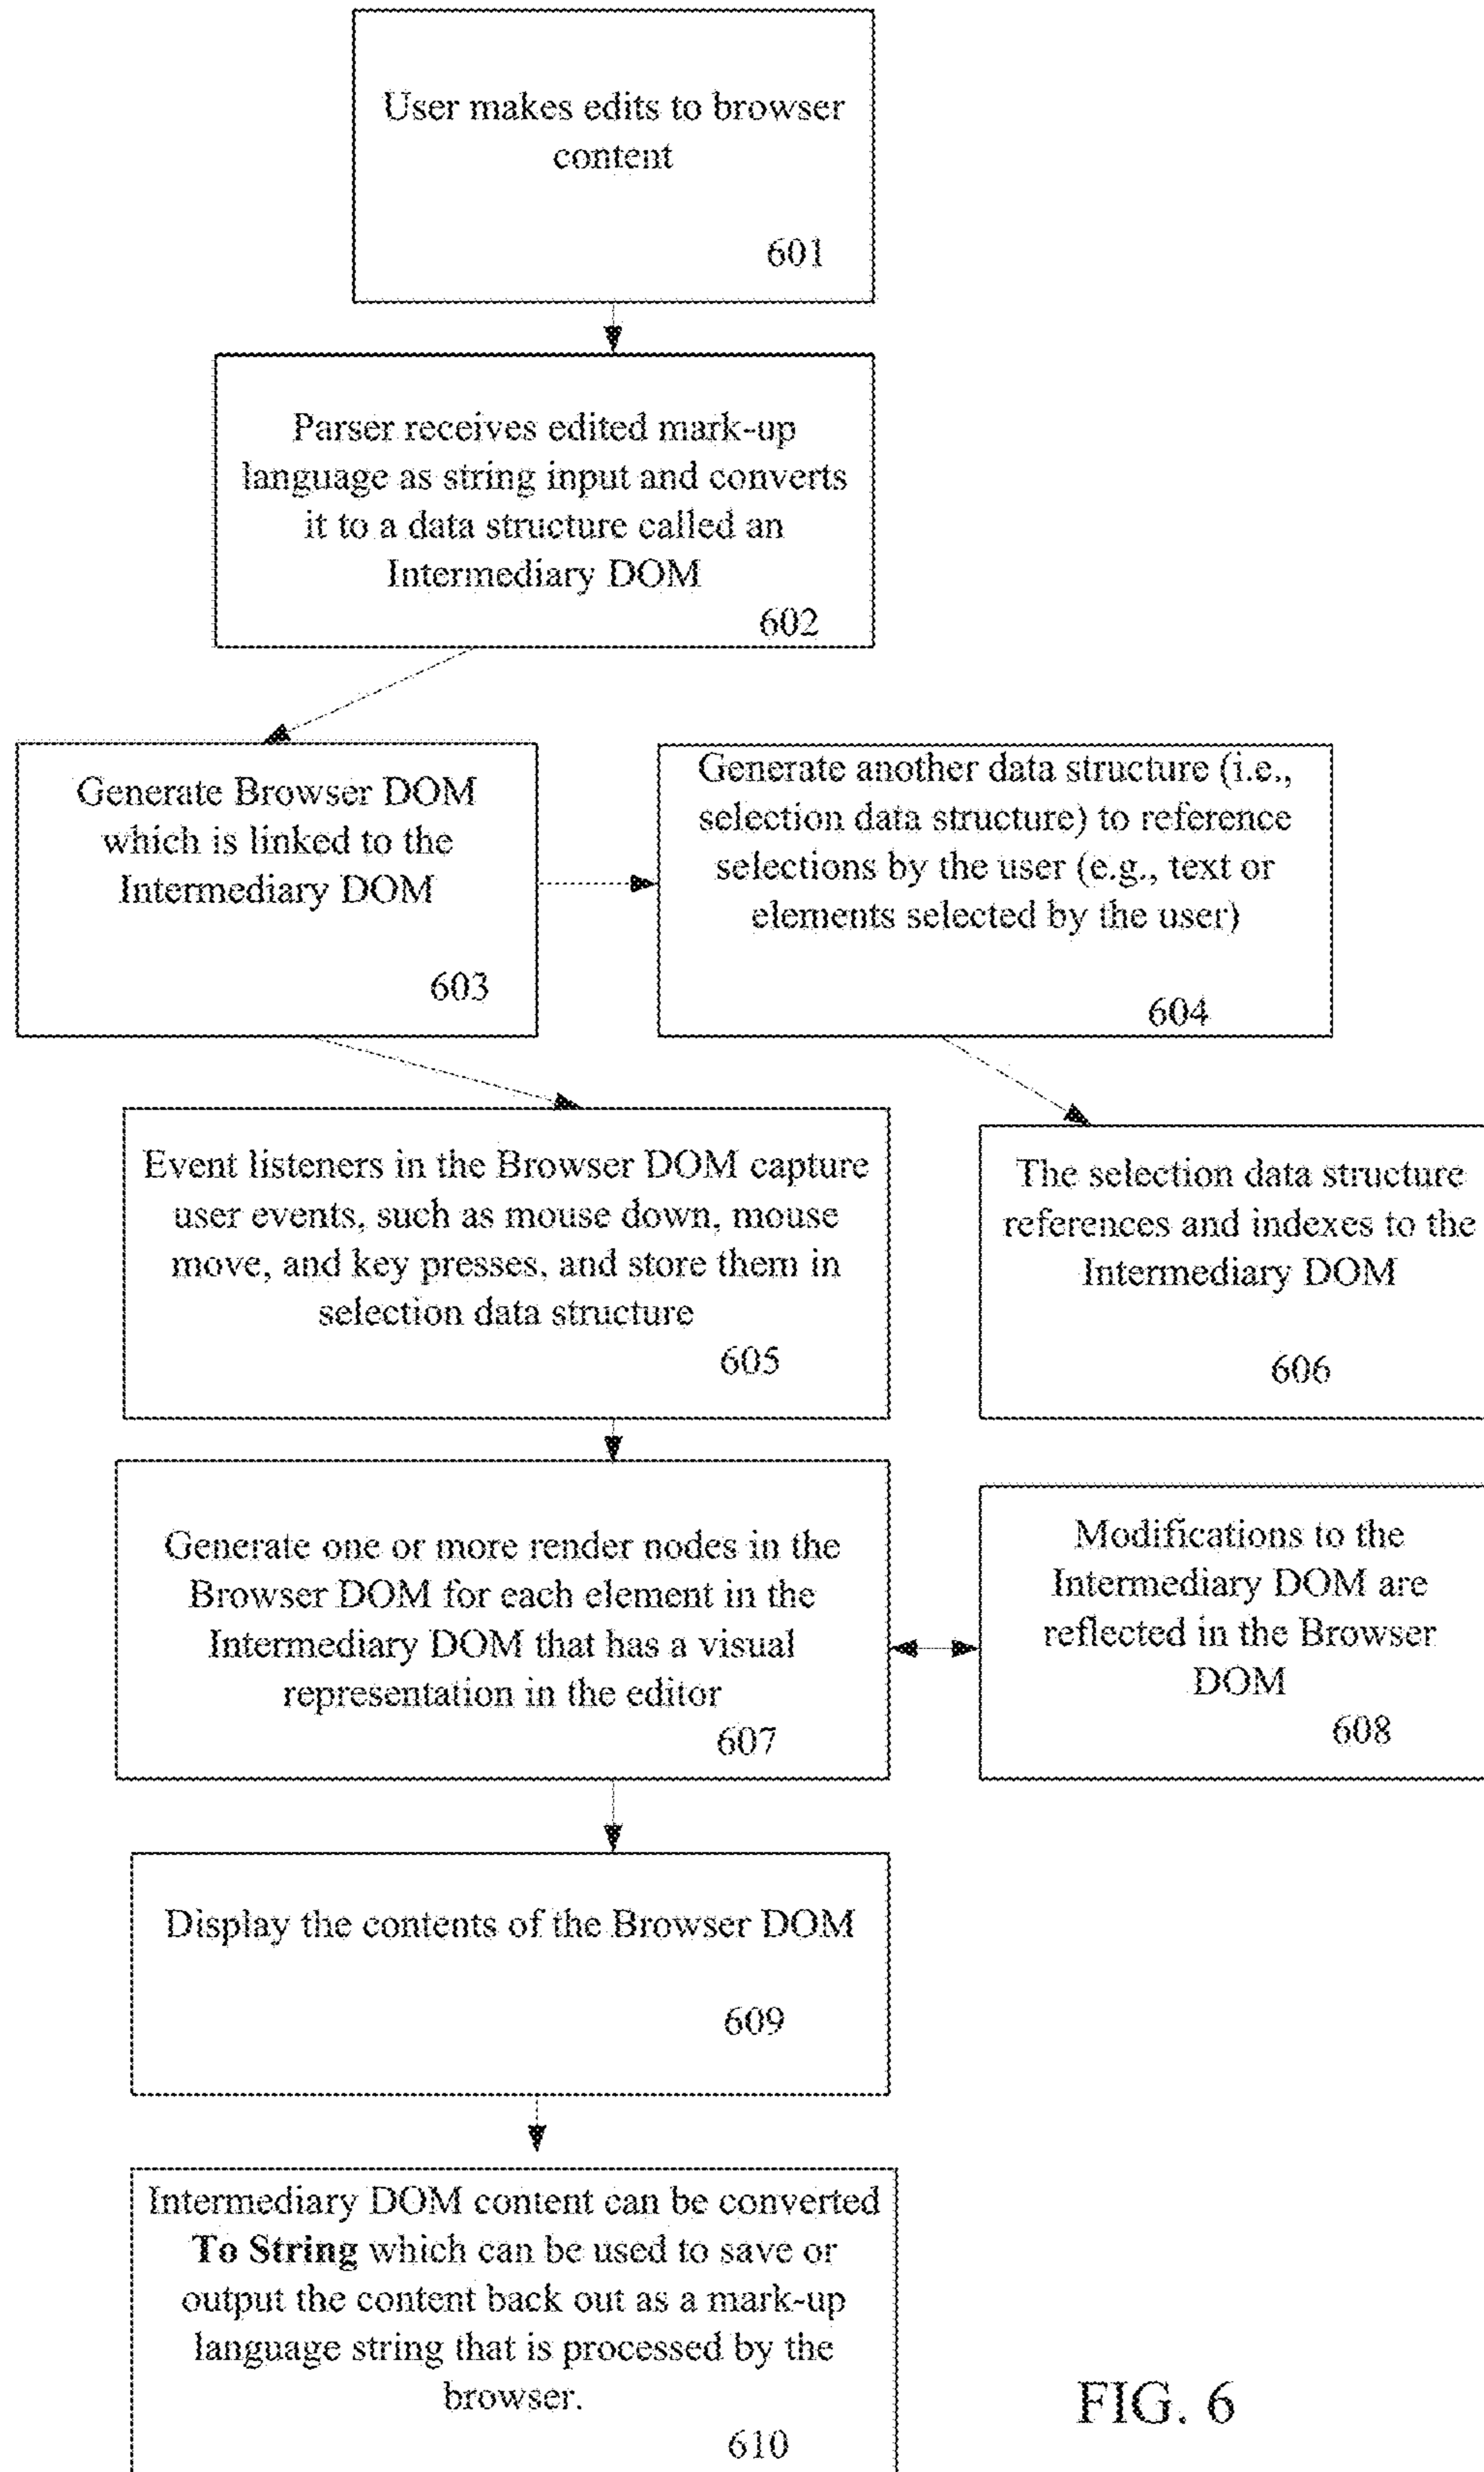 User makes edits to browser
content
601
Parser receives edited mark-up
language as string input and converts
it to a data structure called an
Intermediary DOM
602
Generate Browser DOM
which is linked to the
Intermediary DOM
603
Generate another data structure (i.e.,
selection data structure) to reference
selections by the user (e.g., text or
elements selected by the user)
604
Event listeners in the Browser DOM capture
user events, such as mouse down, mouse
move, and key presses, and store them in
selection data structure
605
The selection data structure
references and indexes to the
Intermediary DOM
606
Generate one or more render nodes in the
Browser DOM for each element in the
Intermediary DOM that has a visual
representation in the editor
607
Modifications to the
Intermediary DOM are
reflected in the Browser
DOM
608
Display the contents of the Browser DOM
609
Intermediary DOM content can be converted
To String which can be used to save or
output the content back out as a mark-up
language string that is processed by the
browser.
610
FIG. 6